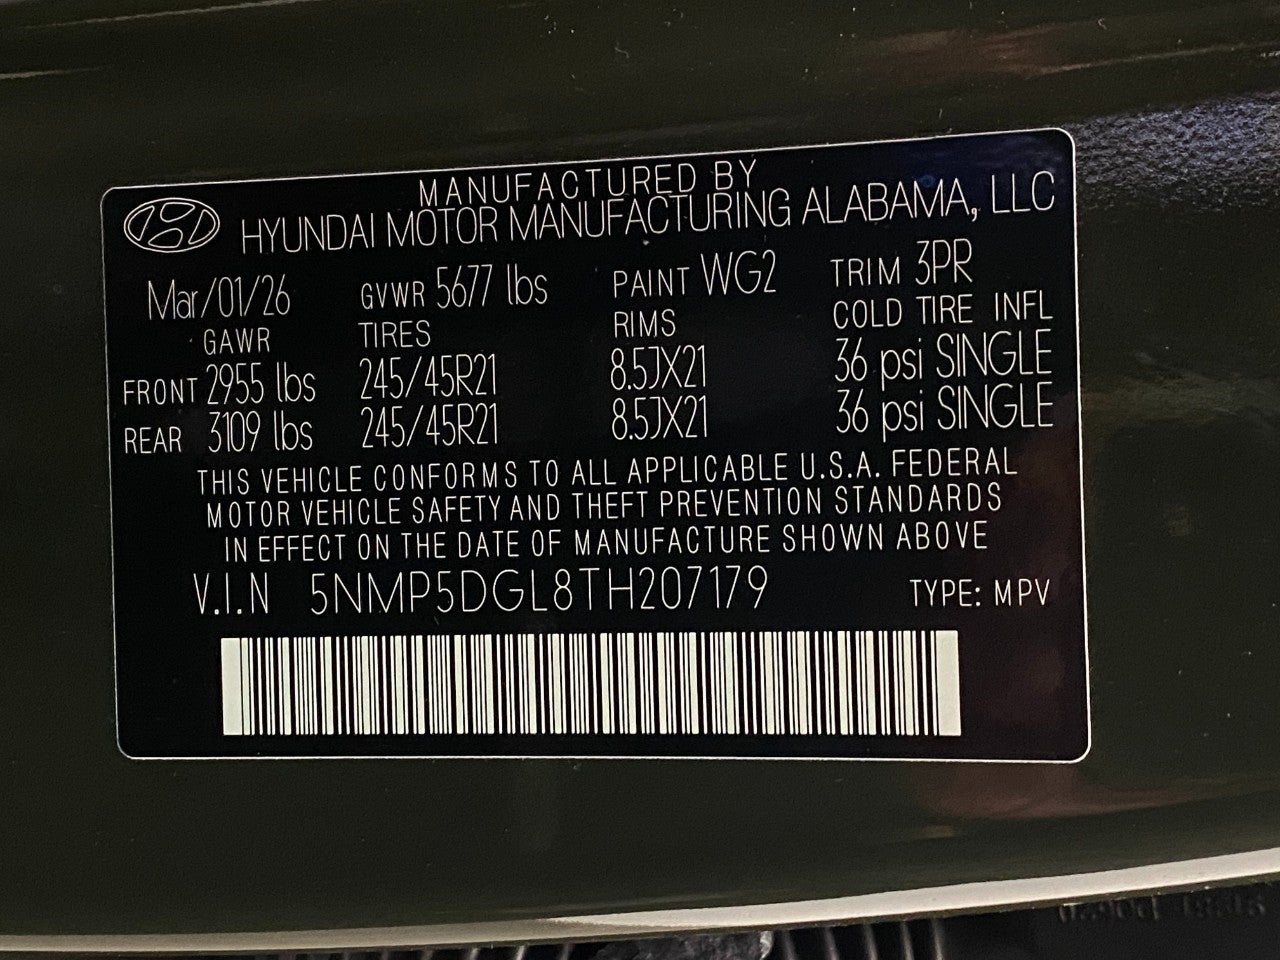 MANUFACTURED BY
HYUNDAI MOTOR MANUFACTURING ALABAMA, LLC
Mar/01/26 GVWR 5677 lbs PAINT WG2 TRIM 3PR
GAWR TIRES RIMS COLD TIRE INFL
FRONT 2955 lbs 245/45R21 8.5JX21 36 psi SINGLE
REAR 3109 lbs 245/45R21 8.5JX21 36 psi SINGLE
THIS VEHICLE CONFORMS TO ALL APPLICABLE U.S.A. FEDERAL
MOTOR VEHICLE SAFETY AND THEFT PREVENTION STANDARDS
IN EFFECT ON THE DATE OF MANUFACTURE SHOWN ABOVE
V.I.N 5NMP5DGL8TH207179 TYPE: MPV